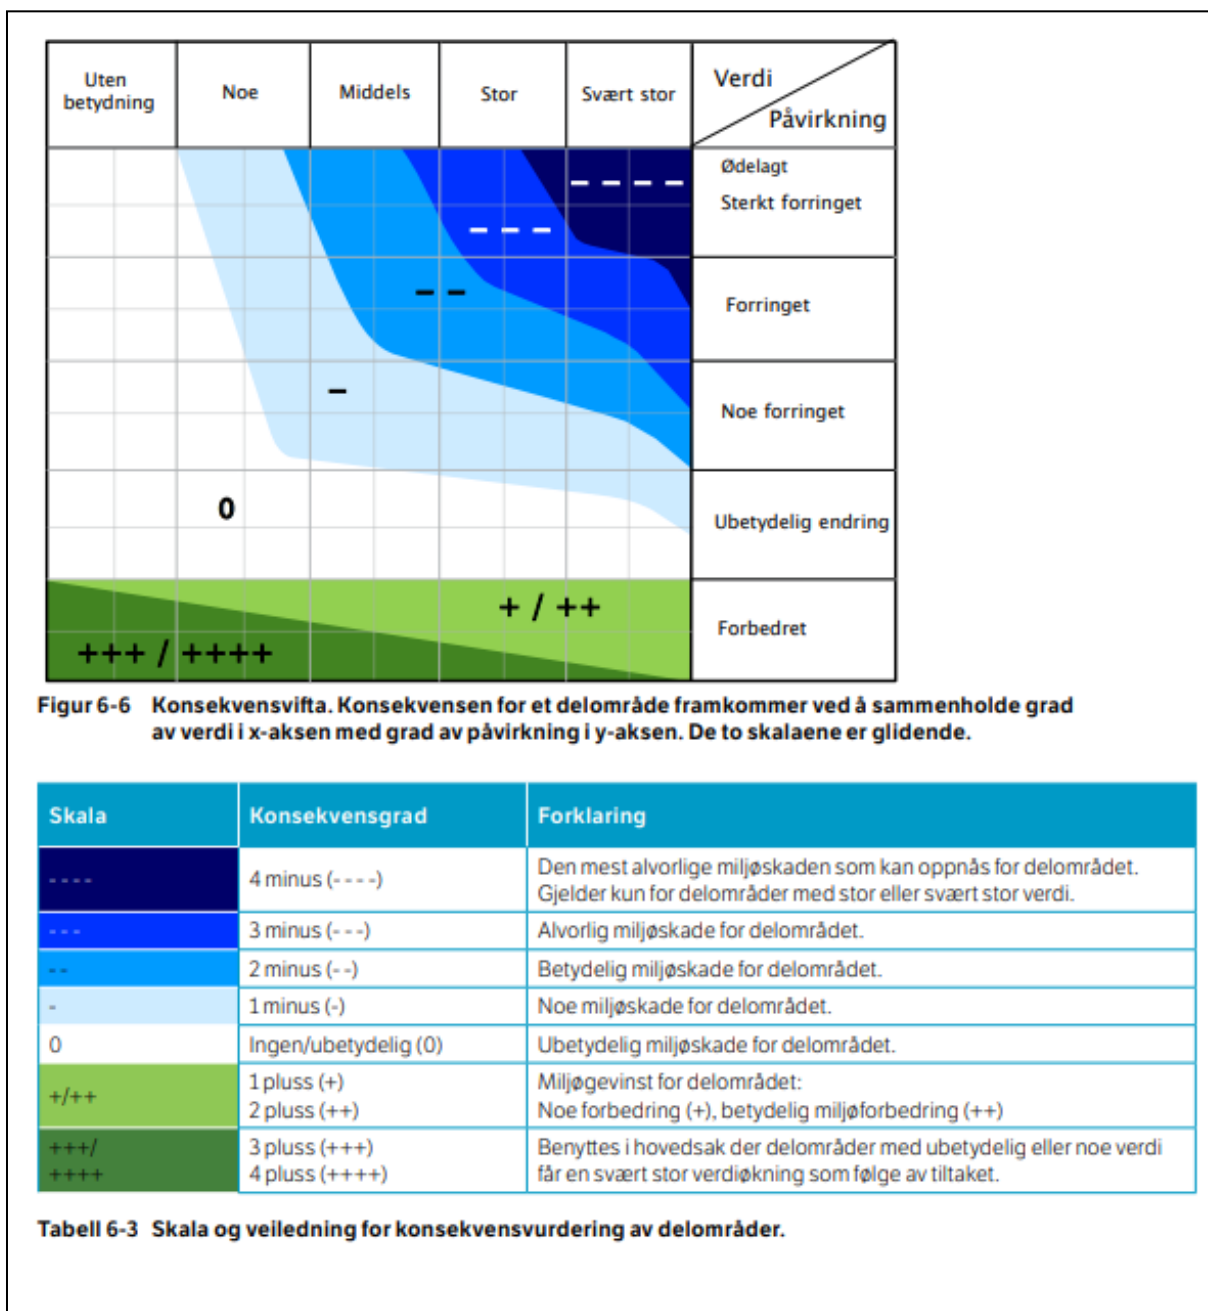 Uten
betydning
Noe
Middels
Stor
Svært stor
Verdi
Påvirkning
Ødelagt
Sterkt forringet
– – – –
– – –
– –
Forringet
–
Noe forringet
0
Ubetydelig endring
+ / ++
Forbedret
+++ / ++++
Figur 6-6 Konsekvensvifta. Konsekvensen for et delområde framkommer ved å sammenholde grad
av verdi i x-aksen med grad av påvirkning i y-aksen. De to skalaene er glidende.
Skala Konsekvensgrad Forklaring
- - - - 4 minus (- - - -) Den mest alvorlige miljøskaden som kan oppnås for delområdet.
Gjelder kun for delområder med stor eller svært stor verdi.
- - - 3 minus (- - -) Alvorlig miljøskade for delområdet.
- - 2 minus (- -) Betydelig miljøskade for delområdet.
- 1 minus (-) Noe miljøskade for delområdet.
0 Ingen/ubetydelig (0) Ubetydelig miljøskade for delområdet.
+/++ 1 pluss (+) Miljøgevinst for delområdet:
2 pluss (++) Noe forbedring (+), betydelig miljøforbedring (++)
+++/ 3 pluss (+++) Benyttes i hovedsak der delområder med ubetydelig eller noe verdi
++++ 4 pluss (++++) får en svært stor verdiøkning som følge av tiltaket.
Tabell 6-3 Skala og veiledning for konsekvensvurdering av delområder.